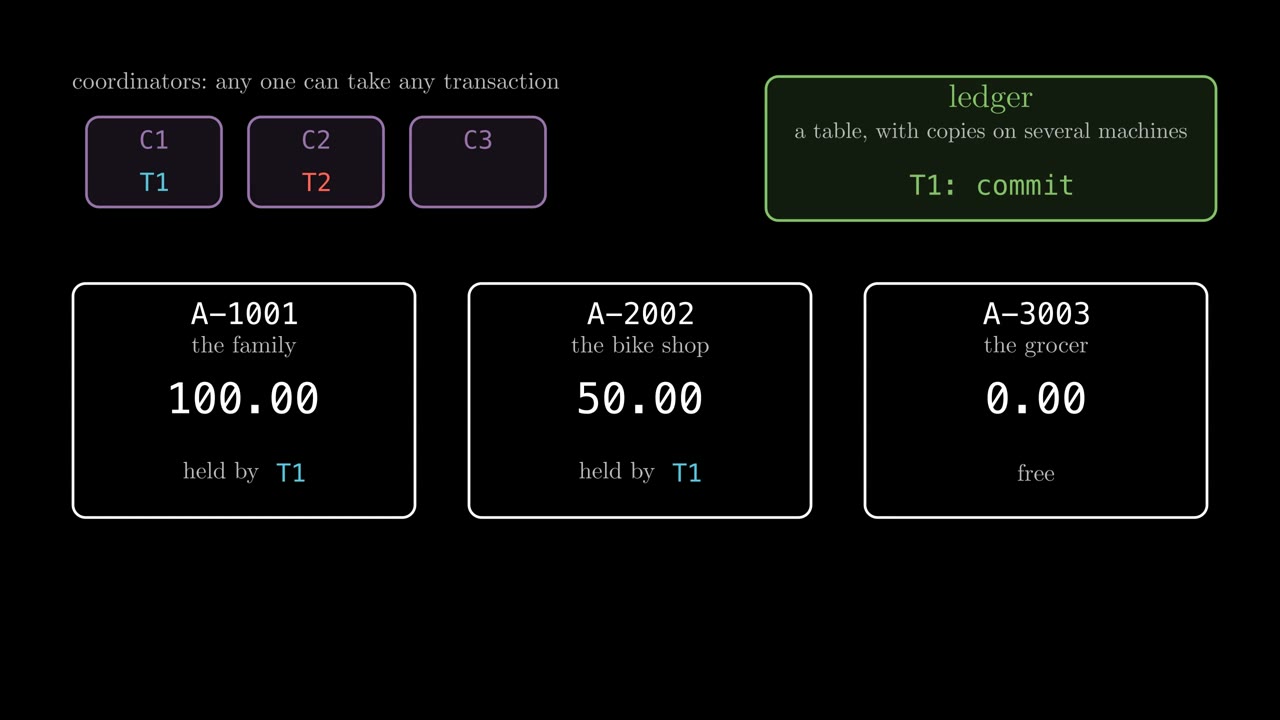 coordinators: any one can take any transaction
C1
T1
C2
T2
C3
ledger
a table, with copies on several machines
T1: commit
A-1001
the family
100.00
held by T1
A-2002
the bike shop
50.00
held by T1
A-3003
the grocer
0.00
free